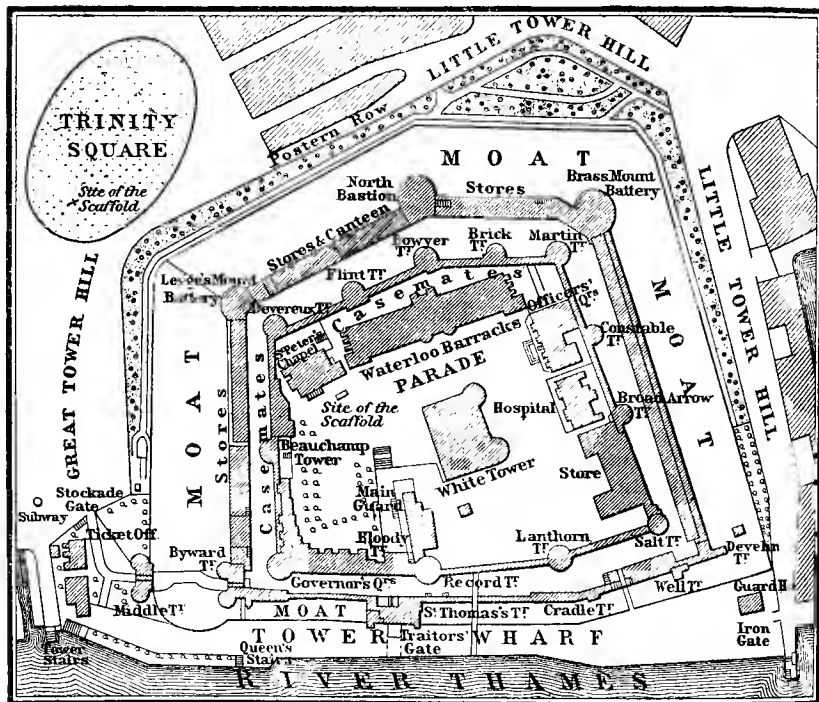 LITTLE TOWER HILL
TRINITY
SQUARE
Site of the
Scaffold
Postern Row
MOAT
North
Bastion
Stores
Brass Mount
Battery
LITTLE TOWER HILL
Stores & Canteen
Bowyer
Tr.
Brick
Tr.
Martin
Tr.
Legge's Mount
Battery
Flint Tr.
Devereux Tr.
Casemates
Officers'
Qrs
GREAT TOWER HILL
MOAT
Stores
Casemates
St Peter's
Chapel
Waterloo Barracks
PARADE
Constable
Tr.
MOAT
Site of the
Scaffold
Hospital
Broad Arrow
Tr.
Beauchamp
Tower
White Tower
Store
Stockade
Gate
Subway
Ticket Off.
Main
Guard
Bloody
Tr.
Lanthorn
Tr.
Salt Tr.
Develin
Tr.
Byward
Tr.
Middle Tr.
Governor's Qrs
Record Tr.
Well Tr.
Guard H
MOAT
St Thomas's Tr.
Cradle Tr.
TOWER WHARF
Iron
Gate
Tower
Stairs
Queen's
Stairs
Traitors'
Gate
RIVER THAMES